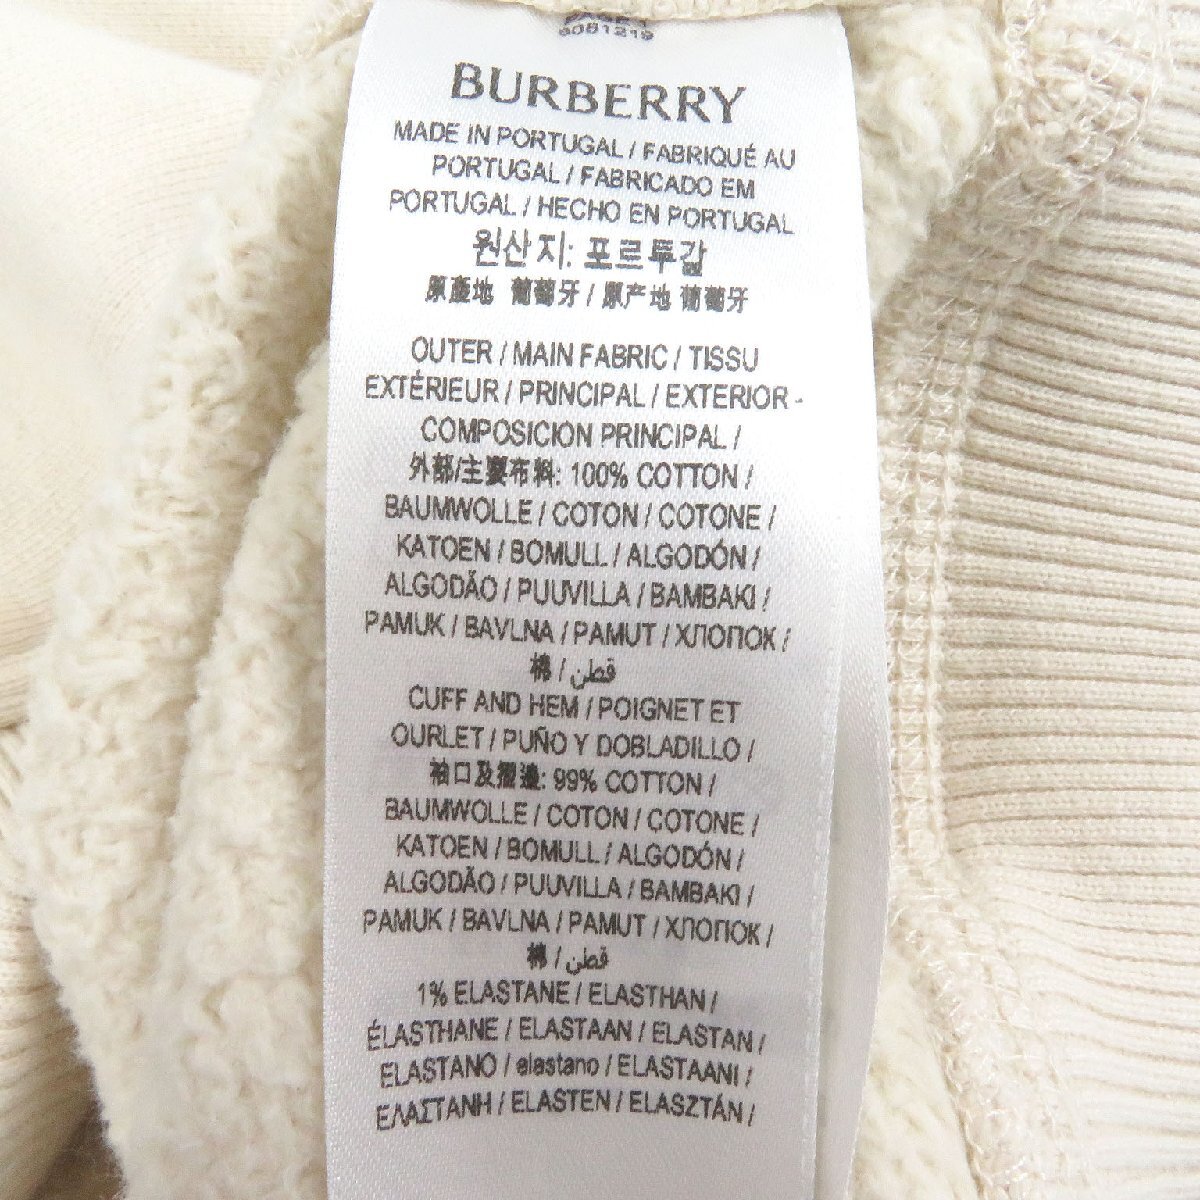 8081219
BURBERRY
MADE IN PORTUGAL / FABRIQUÉ AU
PORTUGAL / FABRICADO EM
PORTUGAL / HECHO EN PORTUGAL
원산지: 포르투갈
原產地 葡萄牙 / 原产地 葡萄牙
OUTER / MAIN FABRIC / TISSU
EXTÉRIEUR / PRINCIPAL / EXTERIOR -
COMPOSICION PRINCIPAL /
外部/主要布料: 100% COTTON /
BAUMWOLLE / COTON / COTONE /
KATOEN / BOMULL / ALGODÓN /
ALGODÃO / PUUVILLA / BAMBAKI /
PAMUK / BAVLNA / PAMUT / ХЛОПОК /
棉 / قطن
CUFF AND HEM / POIGNET ET
OURLET / PUÑO Y DOBLADILLO /
袖口及摺邊: 99% COTTON /
BAUMWOLLE / COTON / COTONE /
KATOEN / BOMULL / ALGODÓN /
ALGODÃO / PUUVILLA / BAMBAKI /
PAMUK / BAVLNA / PAMUT / ХЛОПОК /
棉 / قطن
1% ELASTANE / ELASTHAN /
ÉLASTHANE / ELASTAAN / ELASTAN /
ELASTANO / elastano / ELASTAANI /
ΕΛΑΣΤΑΝΗ / ELASTEN / ELASZTÁN /